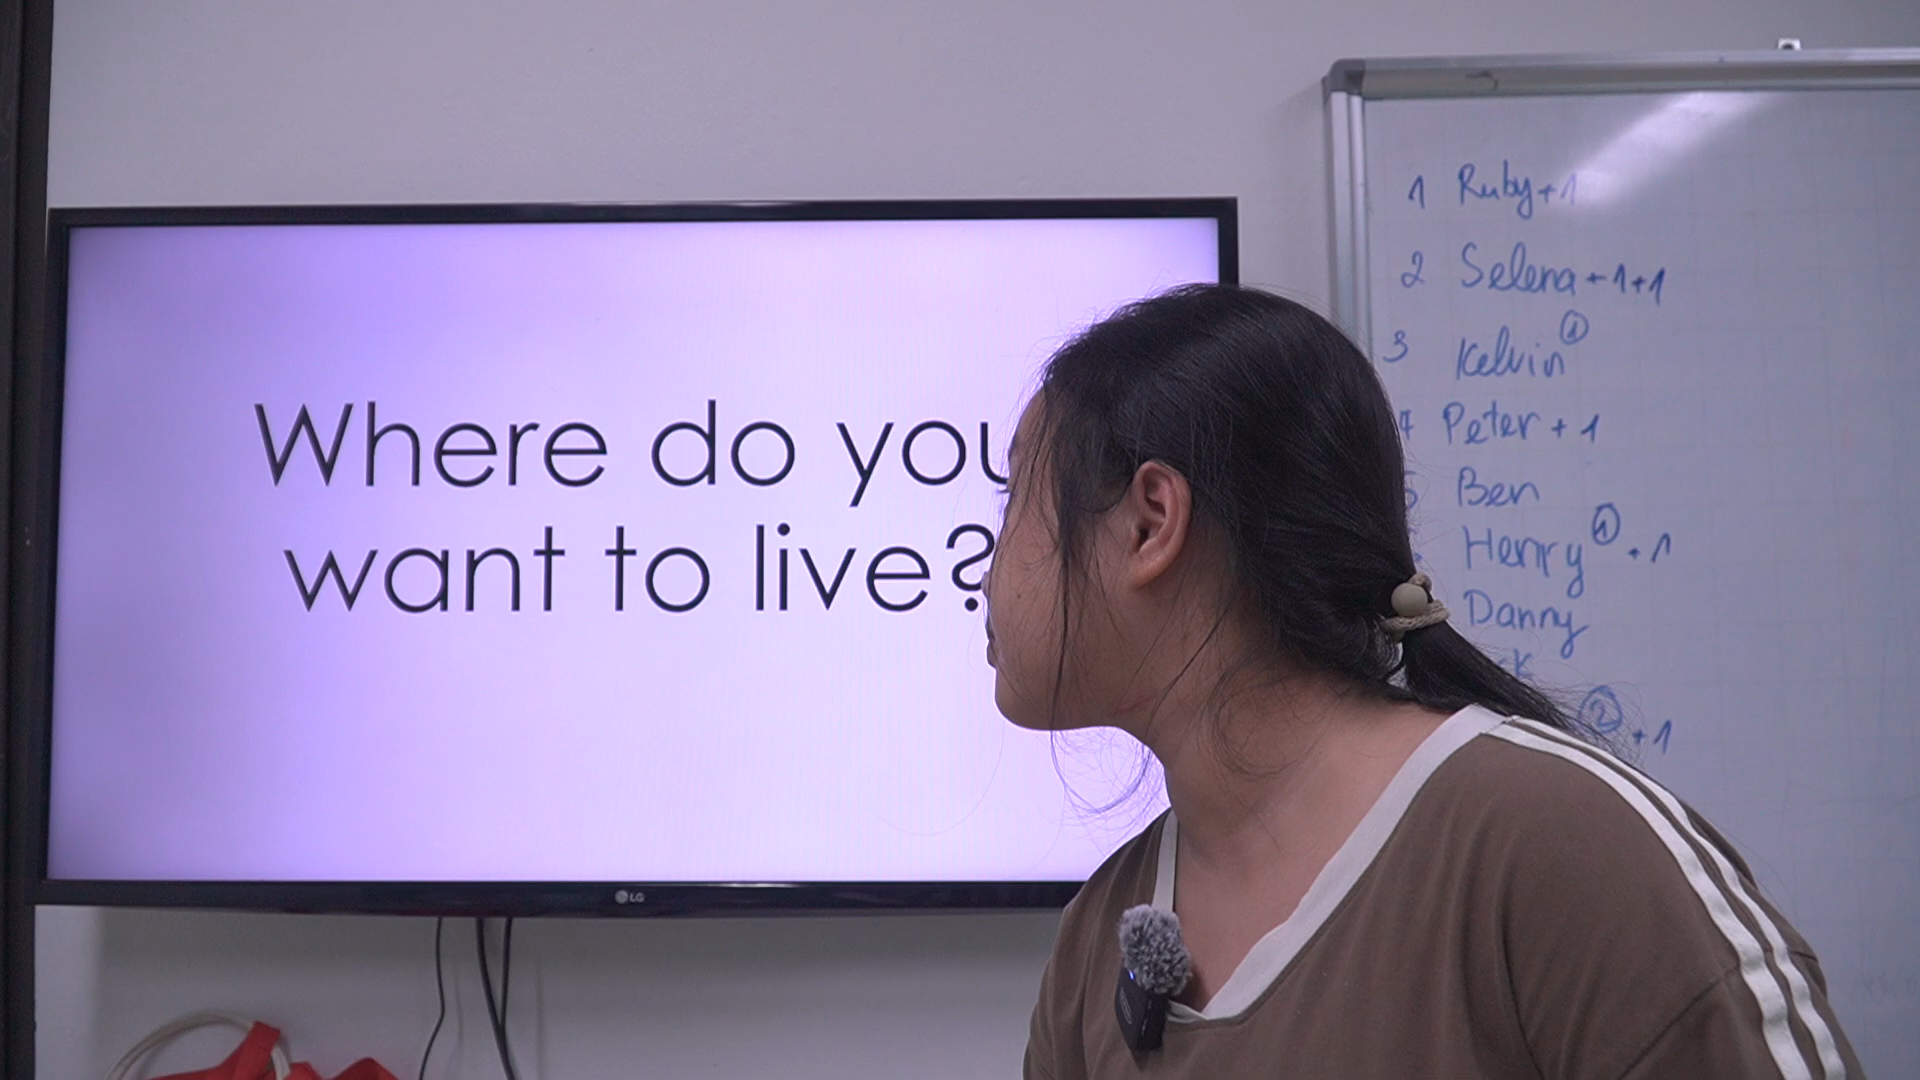 Where do you
want to live?
LG
1 Ruby+1
2 Selena+1+1
3 Kelvin ①
Peter+1
Ben
Henry ① +1
Danny
② +1